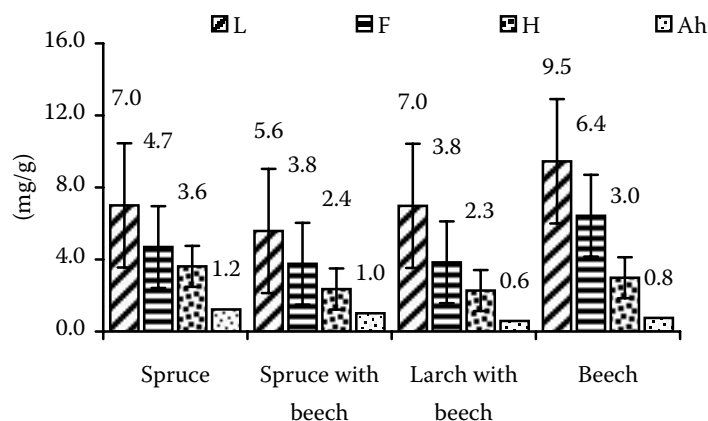 L F H Ah
16.0
12.0
8.0
4.0
0.0
(mg/g)
7.0 4.7 3.6 1.2
5.6 3.8 2.4 1.0
7.0 3.8 2.3 0.6
9.5 6.4 3.0 0.8
Spruce
Spruce with
beech
Larch with
beech
Beech